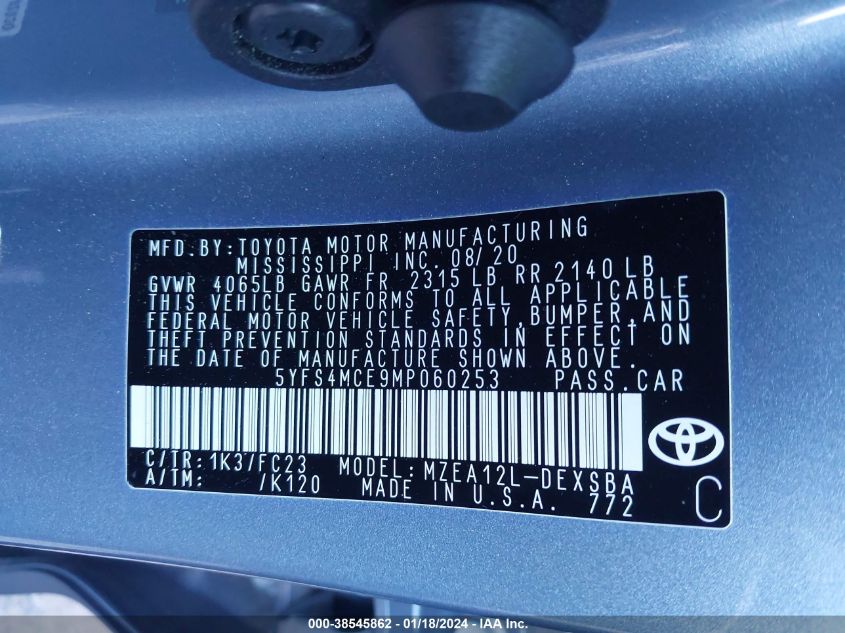 MFD.BY:TOYOTA MOTOR MANUFACTURING
MISSISSIPPI INC. 08/20
GVWR 4065LB GAWR FR 2315 LB RR 2140 LB
THIS VEHICLE CONFORMS TO ALL APPLICABLE
FEDERAL MOTOR VEHICLE SAFETY,BUMPER,AND
THEFT PREVENTION STANDARDS IN EFFECT ON
THE DATE OF MANUFACTURE SHOWN ABOVE.
5YFS4MCE9MP060253 PASS.CAR
C/TR: 1K3/FC23 MODEL: MZEA12L-DEXSBA
A/TM: /K120 MADE IN U.S.A. 772
C
000-38545862 - 01/18/2024 - IAA Inc.